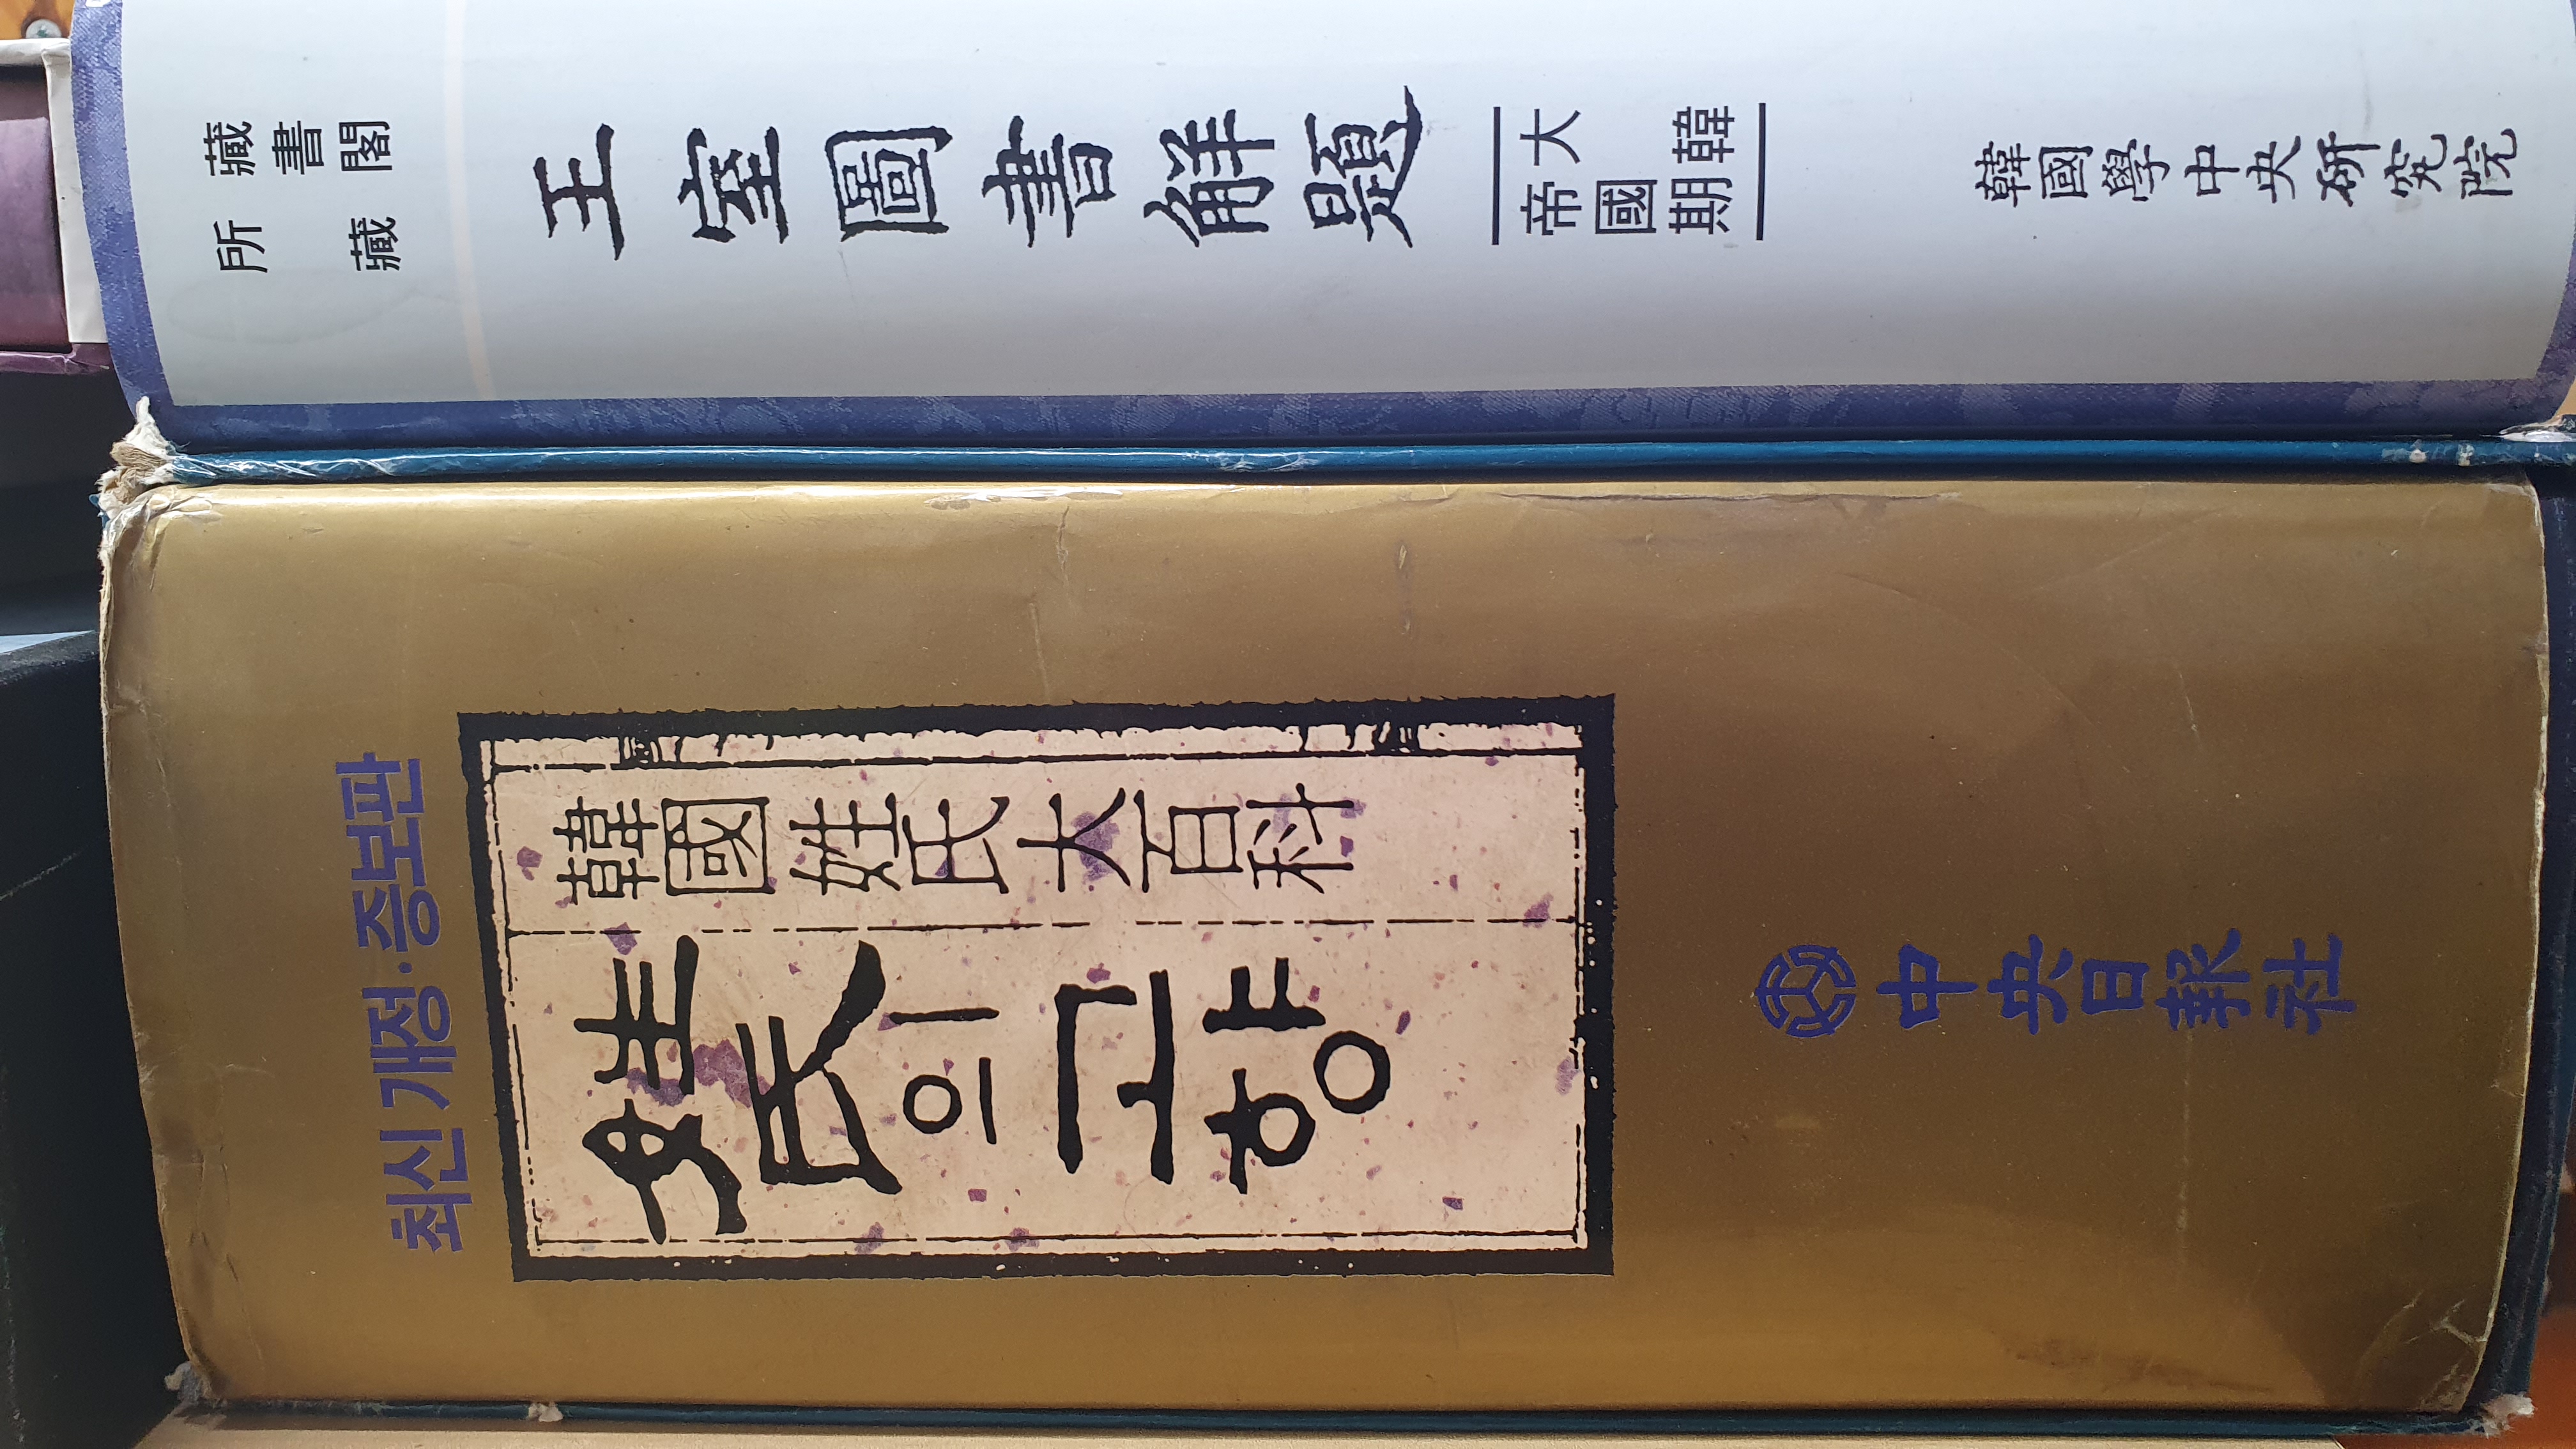 藏書閣
所藏
王室圖書解題
大韓
帝國期
韓國學中央研究院
최신 개정·증보판
韓國姓氏大百科
姓氏의 고향
中央日報社